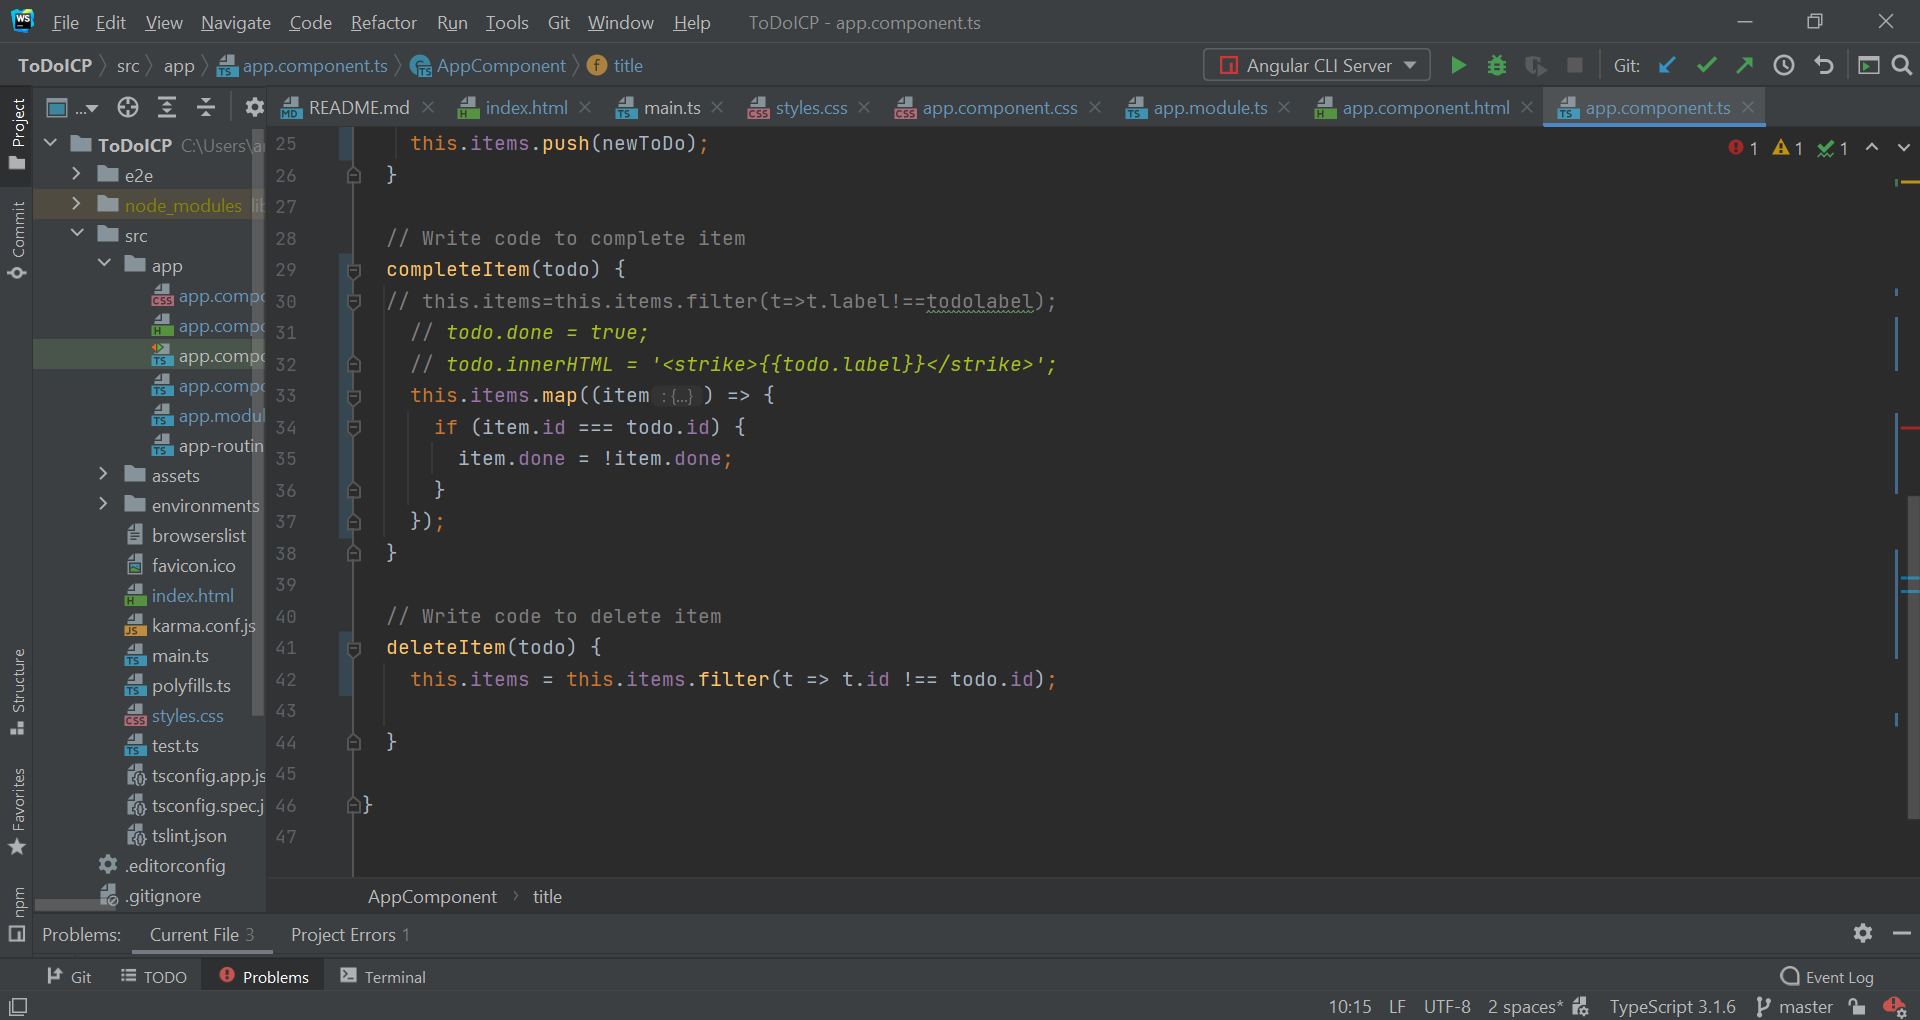 WS File Edit View Navigate Code Refactor Run Tools Git Window Help ToDoICP - app.component.ts
ToDoICP src app app.component.ts AppComponent f title Angular CLI Server Git:
Project
... README.md index.html main.ts styles.css app.component.css app.module.ts app.component.html app.component.ts
ToDoICP C:\Users\a
e2e
node_modules lib
src
app
app.compo
app.compo
app.compo
app.compo
app.modul
app-routin
assets
environments
browserslist
favicon.ico
index.html
karma.conf.js
main.ts
polyfills.ts
styles.css
test.ts
tsconfig.app.js
tsconfig.spec.j
tslint.json
.editorconfig
.gitignore
Commit
Structure
Favorites
npm
1 1 1
25 this.items.push(newToDo);
26 }
27
28 // Write code to complete item
29 completeItem(todo) {
30 // this.items=this.items.filter(t=>t.label!==todolabel);
31 // todo.done = true;
32 // todo.innerHTML = '<strike>{{todo.label}}</strike>';
33 this.items.map((item : {...} ) => {
34 if (item.id === todo.id) {
35 item.done = !item.done;
36 }
37 });
38 }
39
40 // Write code to delete item
41 deleteItem(todo) {
42 this.items = this.items.filter(t => t.id !== todo.id);
43
44 }
45
46 }
47
AppComponent title
Problems: Current File 3 Project Errors 1
Git TODO Problems Terminal Event Log
10:15 LF UTF-8 2 spaces* TypeScript 3.1.6 master